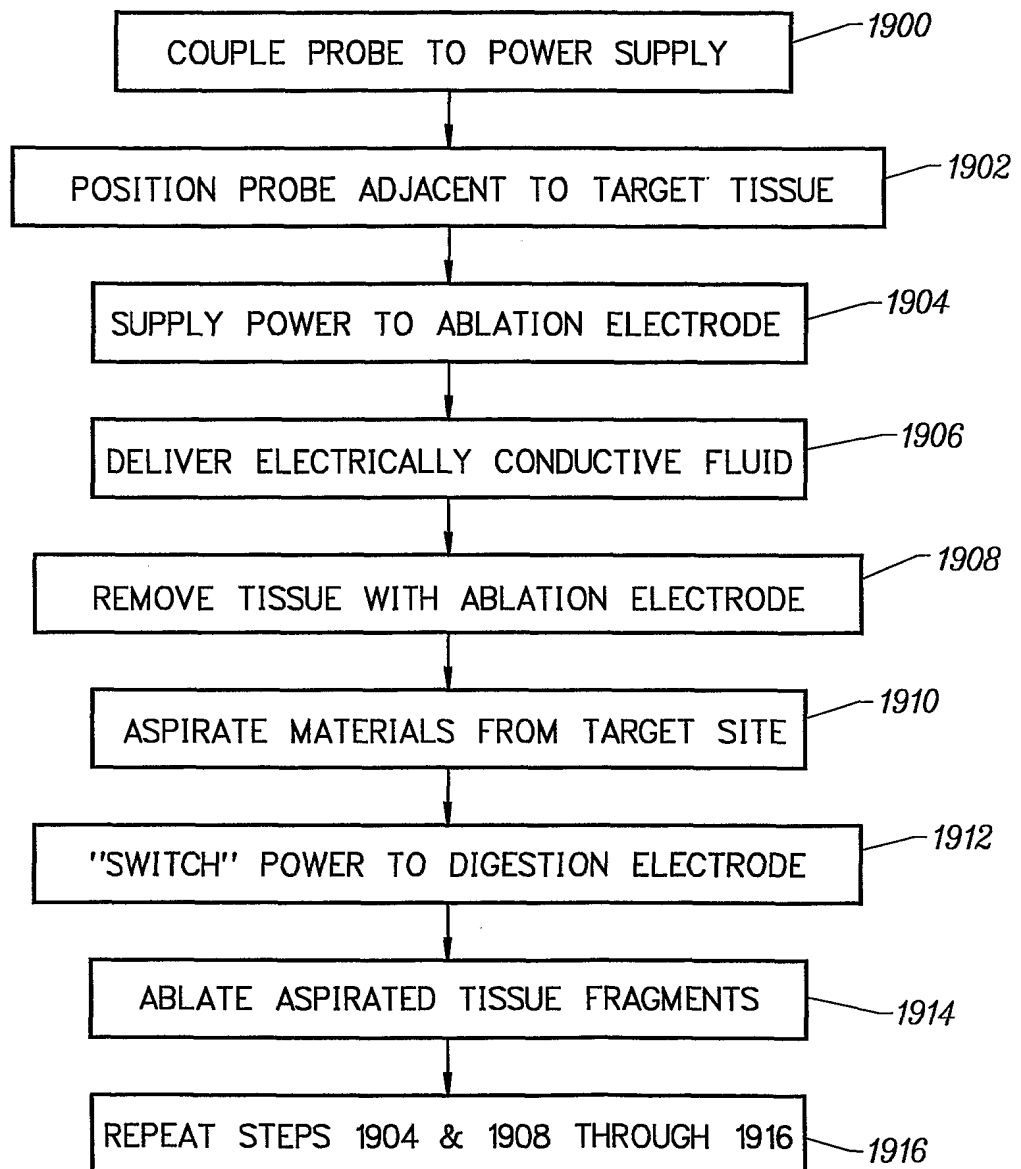 COUPLE PROBE TO POWER SUPPLY
1900
POSITION PROBE ADJACENT TO TARGET TISSUE
1902
SUPPLY POWER TO ABLATION ELECTRODE
1904
DELIVER ELECTRICALLY CONDUCTIVE FLUID
1906
REMOVE TISSUE WITH ABLATION ELECTRODE
1908
ASPIRATE MATERIALS FROM TARGET SITE
1910
"SWITCH" POWER TO DIGESTION ELECTRODE
1912
ABLATE ASPIRATED TISSUE FRAGMENTS
1914
REPEAT STEPS 1904 & 1908 THROUGH 1916
1916